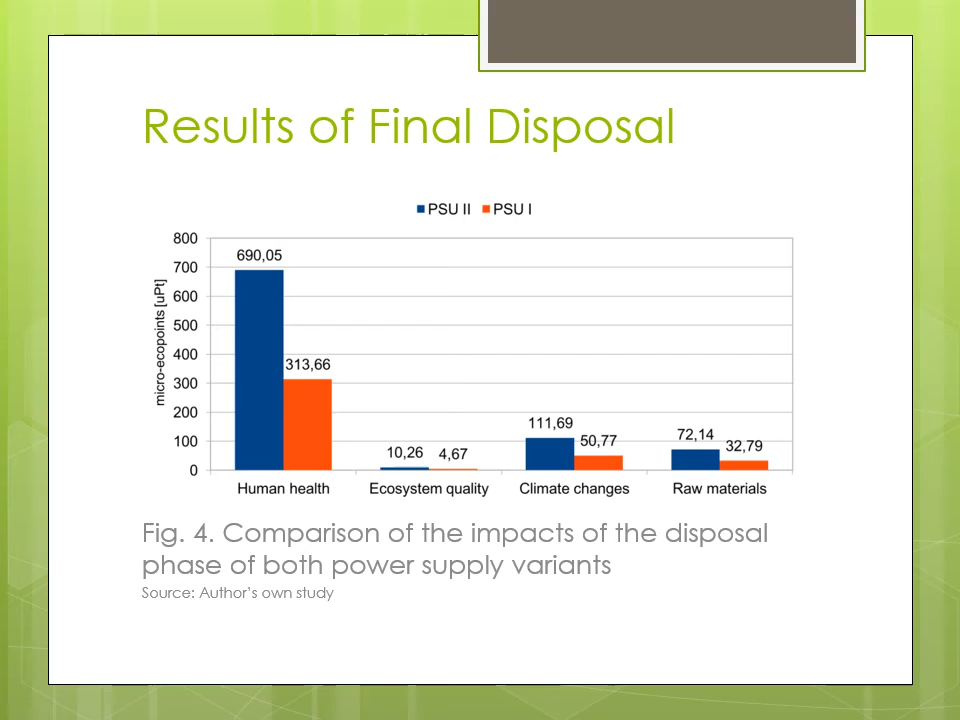 Results of Final Disposal
PSU II PSU I
micro-ecopoints [uPt]
800
700
600
500
400
300
200
100
0
690,05
313,66
10,26
4,67
111,69
50,77
72,14
32,79
Human health
Ecosystem quality
Climate changes
Raw materials
Fig. 4. Comparison of the impacts of the disposal
phase of both power supply variants
Source: Author's own study